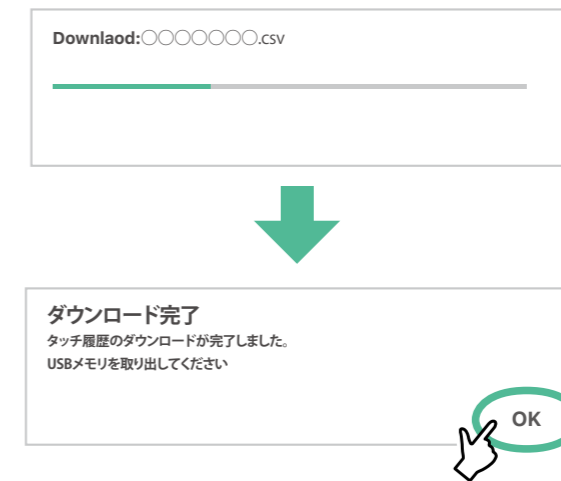 Downlaod:○○○○○○○.csv
ダウンロード完了
タッチ履歴のダウンロードが完了しました。
USBメモリを取り出してください
OK